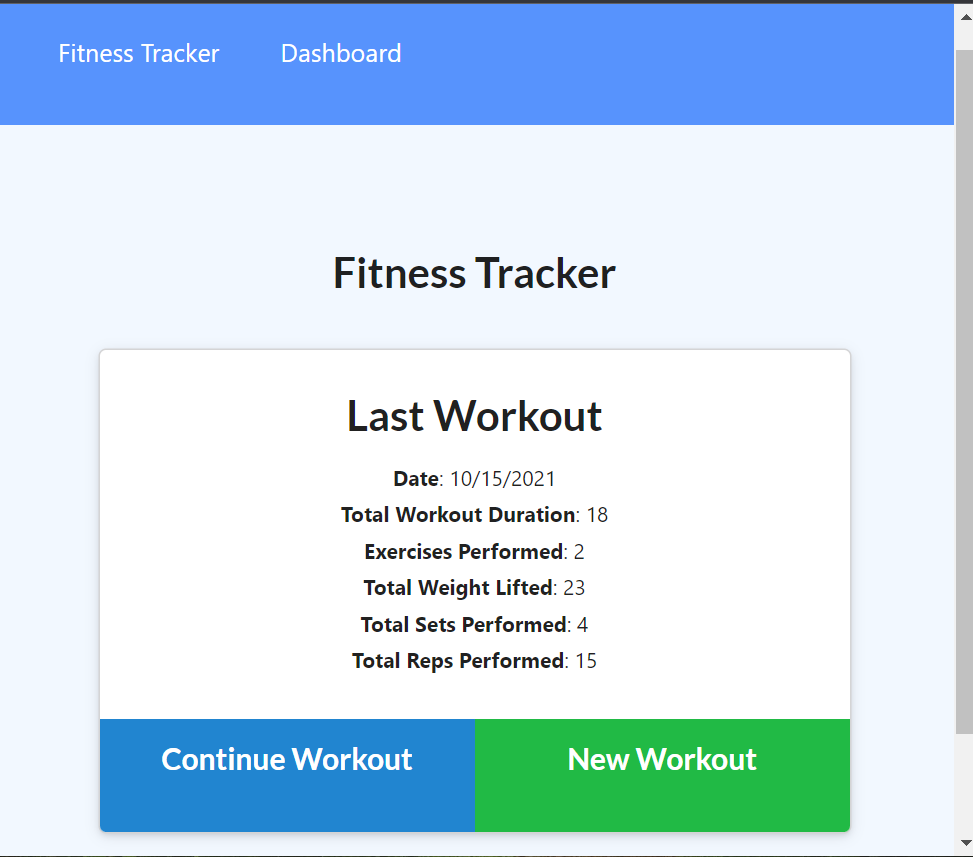 Fitness Tracker Dashboard
Fitness Tracker
Last Workout
Date: 10/15/2021
Total Workout Duration: 18
Exercises Performed: 2
Total Weight Lifted: 23
Total Sets Performed: 4
Total Reps Performed: 15
Continue Workout New Workout